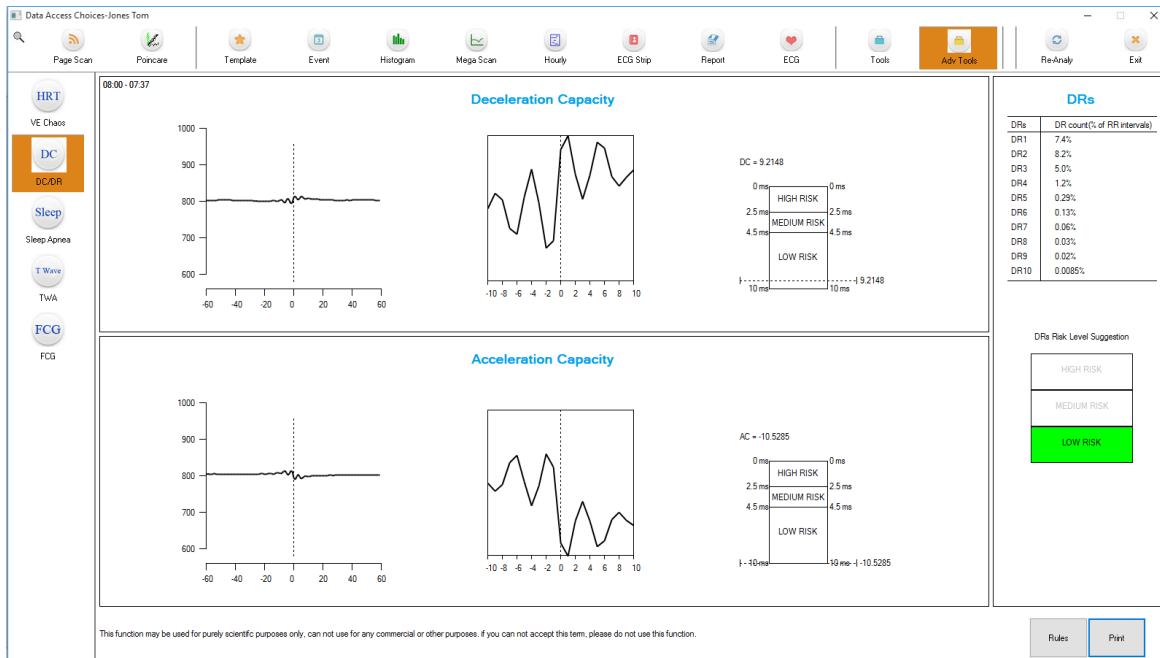 Data Access Choices-Jones Tom
Page Scan
Poincare
Template
Event
Histogram
Mega Scan
Hourly
ECG Strip
Report
ECG
Tools
Adv Tools
Re-Analy
Exit
HRT
VE Chaos
DC
DC/DR
Sleep
Sleep Apnea
T Wave
TWA
FCG
FCG
08:00 - 07:37
Deceleration Capacity
1000
900
800
700
600
-60 -40 -20 0 20 40 60
-10 -8 -6 -4 -2 0 2 4 6 8 10
DC = 9.2148
0 ms HIGH RISK 0 ms
2.5 ms MEDIUM RISK 2.5 ms
4.5 ms LOW RISK 4.5 ms
9.2148
10 ms 10 ms
Acceleration Capacity
1000
900
800
700
600
-60 -40 -20 0 20 40 60
-10 -8 -6 -4 -2 0 2 4 6 8 10
AC = -10.5285
0 ms HIGH RISK 0 ms
2.5 ms MEDIUM RISK 2.5 ms
4.5 ms LOW RISK 4.5 ms
10 ms 10 ms -10.5285
DRs
DRs DR count(% of RR intervals)
DR1 7.4%
DR2 8.2%
DR3 5.0%
DR4 1.2%
DR5 0.29%
DR6 0.13%
DR7 0.06%
DR8 0.03%
DR9 0.02%
DR10 0.0085%
DRs Risk Level Suggestion
HIGH RISK
MEDIUM RISK
LOW RISK
This function may be used for purely scientifc purposes only, can not use for any commercial or other purposes. if you can not accept this term, please do not use this function.
Rules
Print